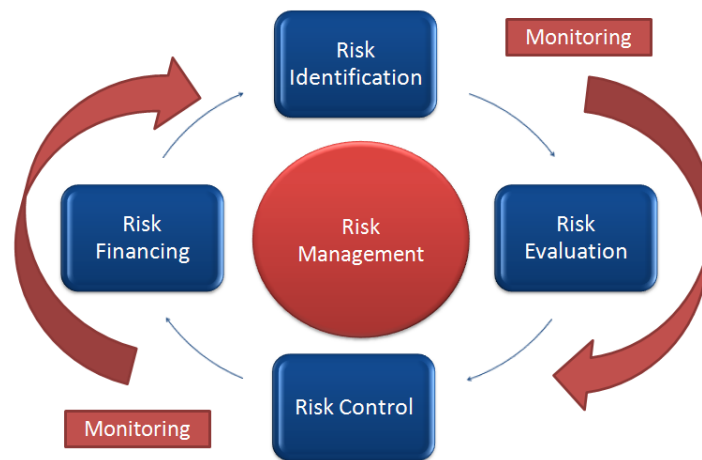 Risk
Identification
Monitoring
Risk
Financing
Risk
Management
Risk
Evaluation
Risk Control
Monitoring